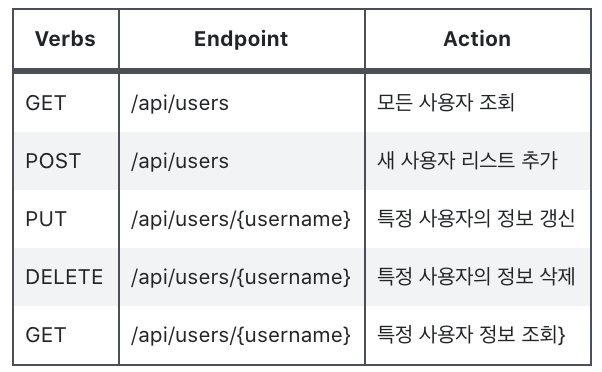 Verbs Endpoint Action
GET /api/users 모든 사용자 조회
POST /api/users 새 사용자 리스트 추가
PUT /api/users/{username} 특정 사용자의 정보 갱신
DELETE /api/users/{username} 특정 사용자의 정보 삭제
GET /api/users/{username} 특정 사용자 정보 조회}